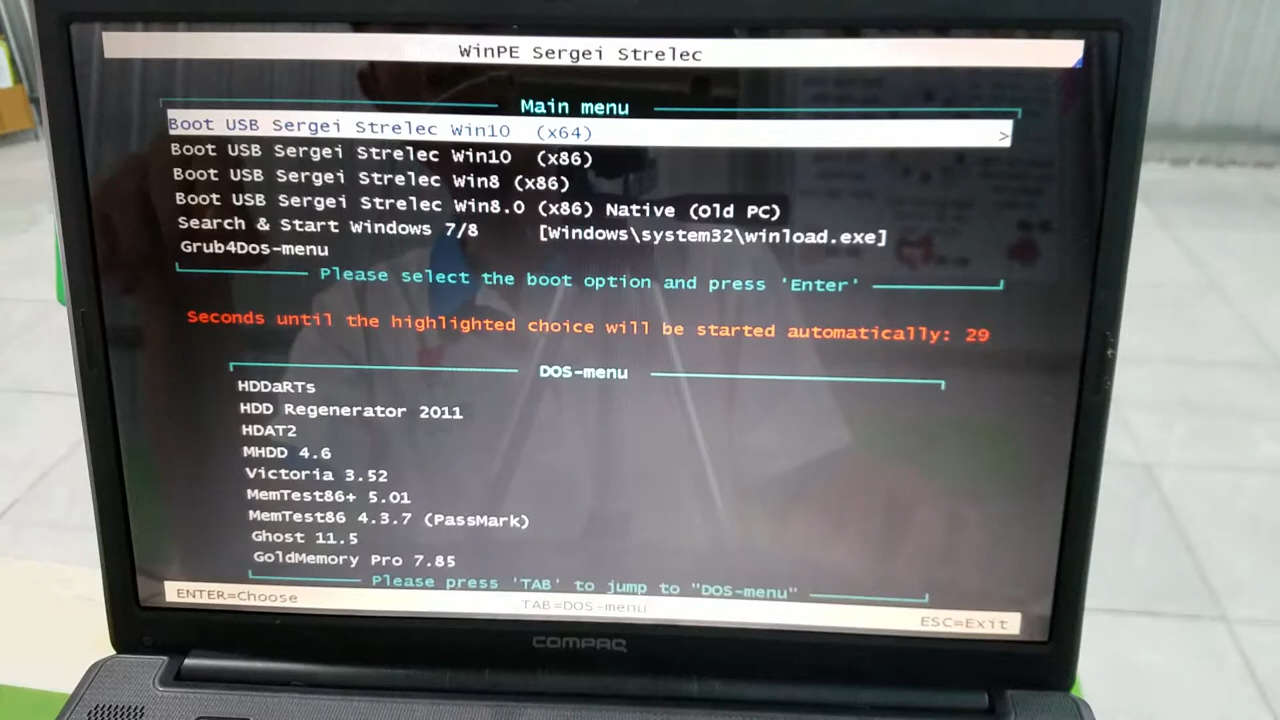 WinPE Sergei Strelec
Main menu
Boot USB Sergei Strelec Win10 (x64) >
Boot USB Sergei Strelec Win10 (x86)
Boot USB Sergei Strelec Win8 (x86)
Boot USB Sergei Strelec Win8.0 (x86) Native (Old PC)
Search & Start Windows 7/8 [Windows\system32\winload.exe]
Grub4Dos-menu
Please select the boot option and press 'Enter'
Seconds until the highlighted choice will be started automatically: 29
DOS-menu
HDDaRTs
HDD Regenerator 2011
HDAT2
MHDD 4.6
Victoria 3.52
MemTest86+ 5.01
MemTest86 4.3.7 (PassMark)
Ghost 11.5
GoldMemory Pro 7.85
Please press 'TAB' to jump to "DOS-menu"
ENTER=Choose TAB=DOS-menu ESC=Exit
COMPAQ